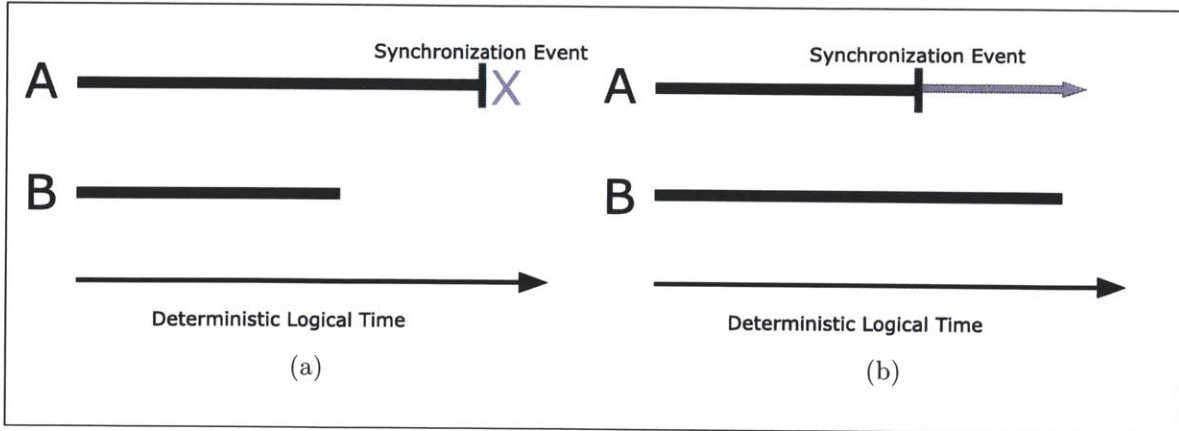 Synchronization Event
A
X
B
Deterministic Logical Time
(a)
Synchronization Event
A
B
Deterministic Logical Time
(b)